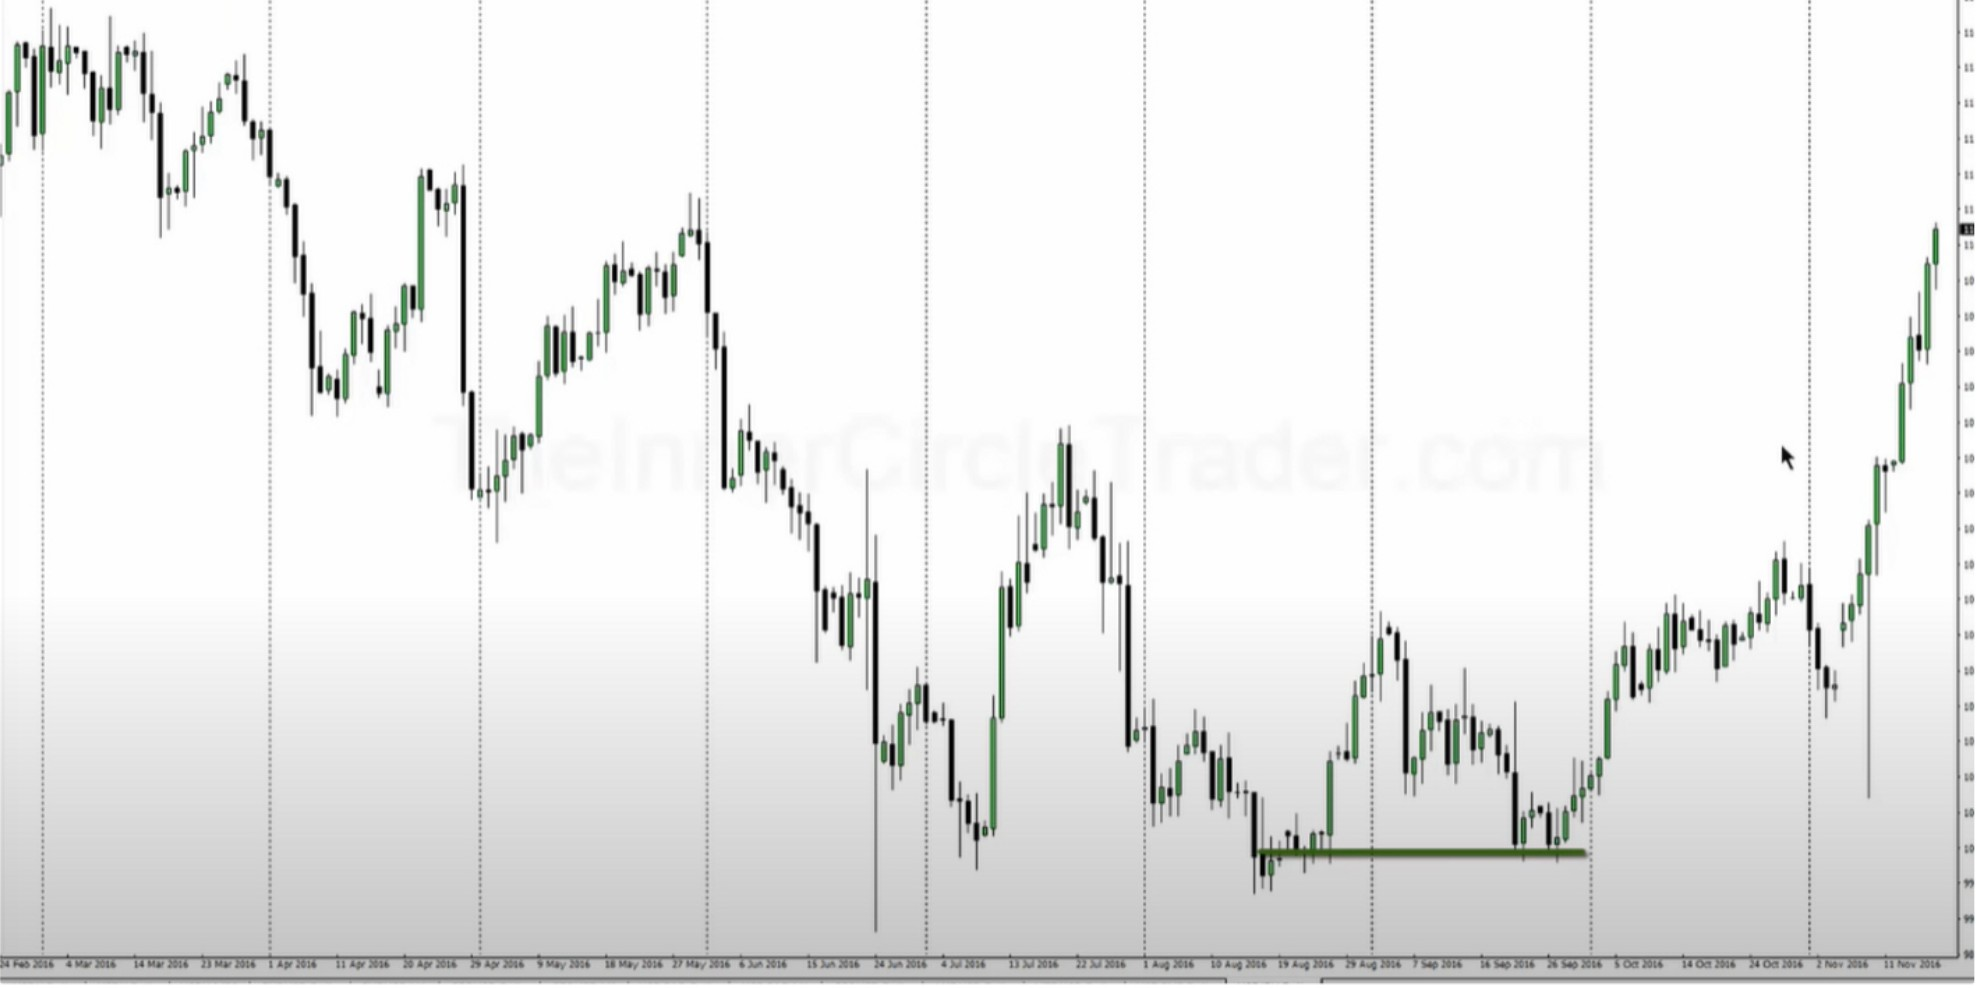 TheInnerCircleTrader.com
24 Feb 2016 4 Mar 2016 14 Mar 2016 23 Mar 2016 1 Apr 2016 11 Apr 2016 20 Apr 2016 29 Apr 2016 9 May 2016 18 May 2016 27 May 2016 6 Jun 2016 15 Jun 2016 24 Jun 2016 4 Jul 2016 13 Jul 2016 22 Jul 2016 1 Aug 2016 10 Aug 2016 19 Aug 2016 29 Aug 2016 7 Sep 2016 16 Sep 2016 26 Sep 2016 5 Oct 2016 14 Oct 2016 24 Oct 2016 2 Nov 2016 11 Nov 2016